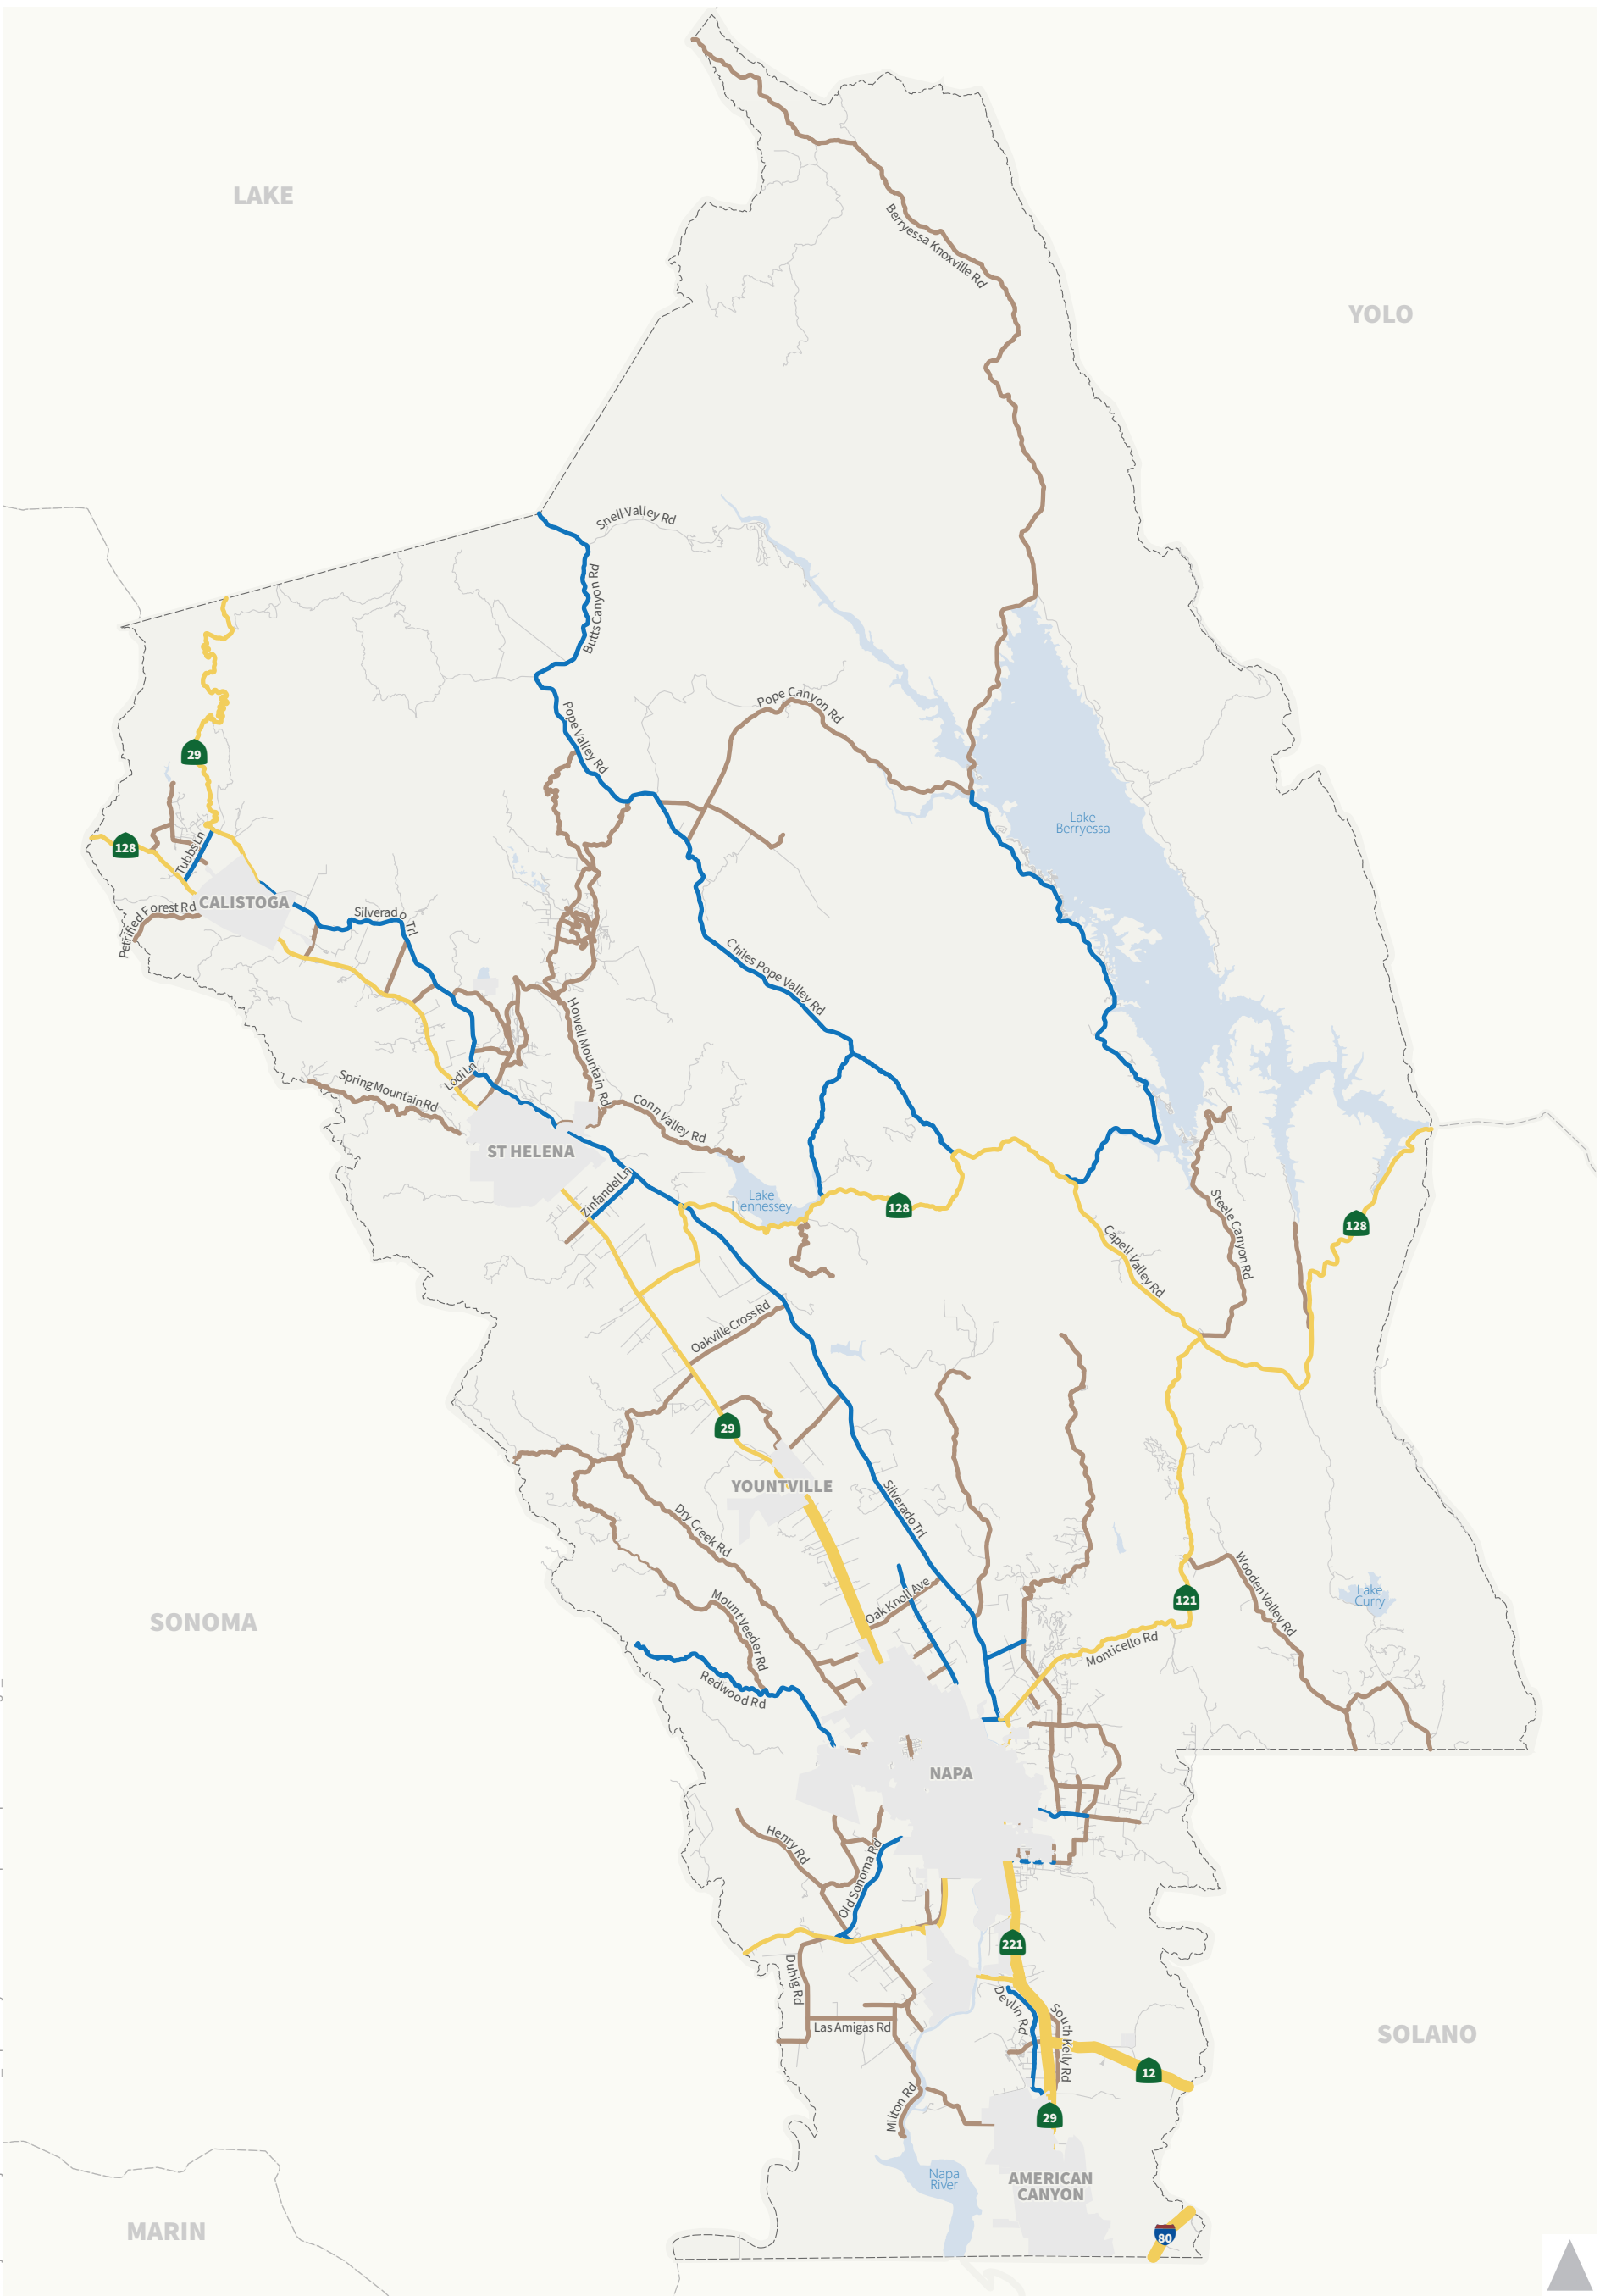 LAKE
YOLO
Berryessa Knoxville Rd
Snell Valley Rd
Butts Canyon Rd
Pope Canyon Rd
Pope Valley Rd
29
Lake
Berryessa
128
Tubbs Ln
CALISTOGA
Petrified Forest Rd
Silverado Trl
Chiles Pope Valley Rd
Howell Mountain Rd
Lodi Ln
Spring Mountain Rd
Conn Valley Rd
ST HELENA
Zinfandel Ln
Lake
Hennessey
128
Steele Canyon Rd
128
Capell Valley Rd
Oakville Cross Rd
29
YOUNTVILLE
Silverado Trl
Dry Creek Rd
Oak Knoll Ave
Wooden Valley Rd
Lake
Curry
121
SONOMA
Mount Veeder Rd
Monticello Rd
Redwood Rd
NAPA
Henry Rd
Old Sonoma Rd
221
Duhig Rd
Devlin Rd
South Kelly Rd
Las Amigas Rd
SOLANO
12
Milton Rd
29
Napa
River
AMERICAN
CANYON
MARIN
80